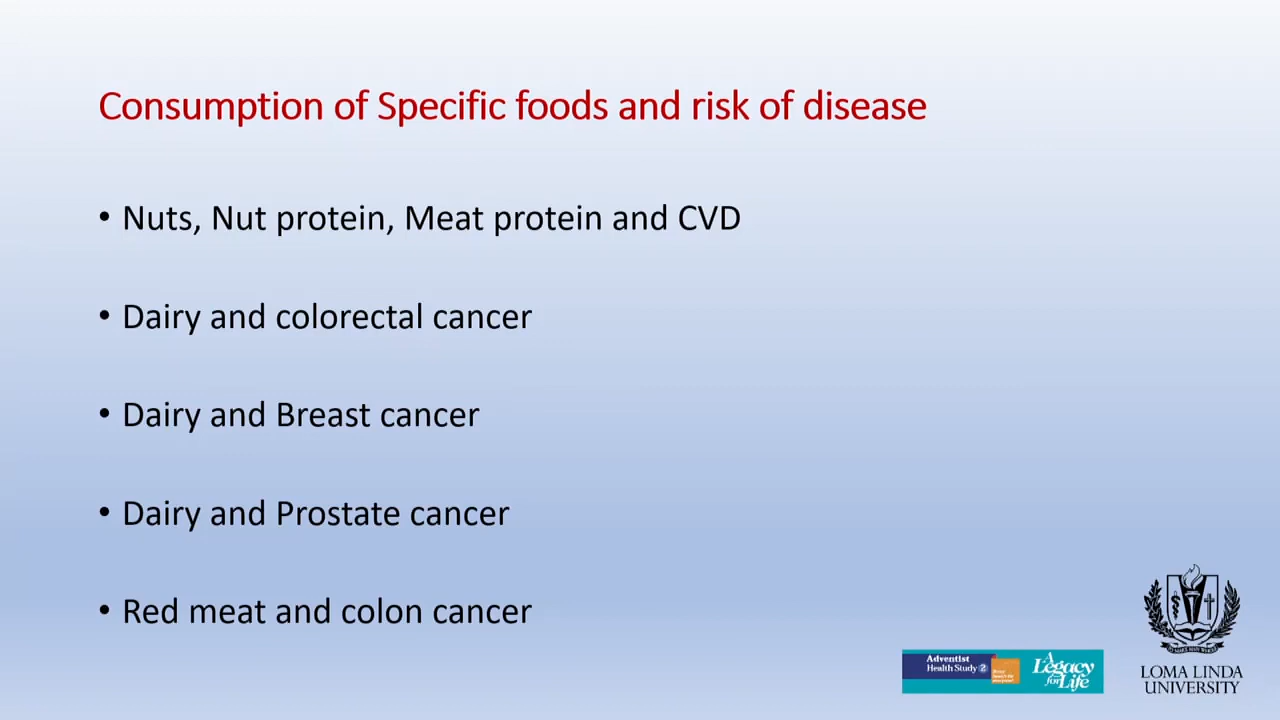 Consumption of Specific foods and risk of disease
• Nuts, Nut protein, Meat protein and CVD
• Dairy and colorectal cancer
• Dairy and Breast cancer
• Dairy and Prostate cancer
• Red meat and colon cancer
Adventist
Health Study 2
A Legacy
for Life
LOMA LINDA
UNIVERSITY